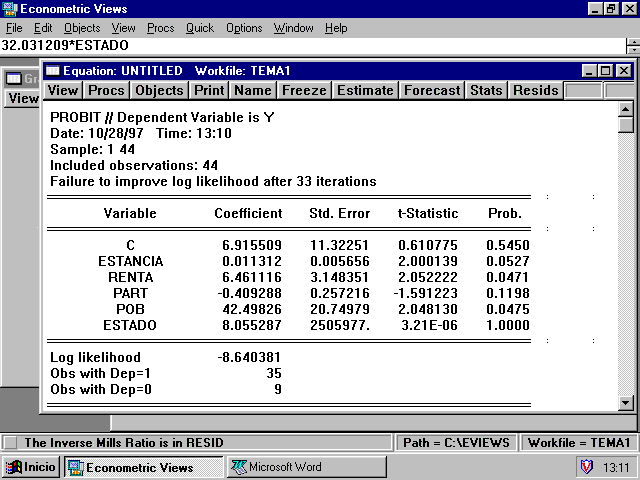 Econometric Views
File Edit Objects View Procs Quick Options Window Help
32.031209*ESTADO
Equation: UNTITLED Workfile: TEMA1
View
View Procs Objects Print Name Freeze Estimate Forecast Stats Resids
PROBIT // Dependent Variable is Y
Date: 10/28/97 Time: 13:10
Sample: 1 44
Included observations: 44
Failure to improve log likelihood after 33 iterations
Variable Coefficient Std. Error t-Statistic Prob.
C 6.915509 11.32251 0.610775 0.5450
ESTANCIA 0.011312 0.005656 2.000139 0.0527
RENTA 6.461116 3.148351 2.052222 0.0471
PART -0.409288 0.257216 -1.591223 0.1198
POB 42.49826 20.74979 2.048130 0.0475
ESTADO 8.055287 2505977. 3.21E-06 1.0000
Log likelihood -8.640381
Obs with Dep=1 35
Obs with Dep=0 9
The Inverse Mills Ratio is in RESID Path = C:\EVIEWS Workfile = TEMA1
Inicio Econometric Views Microsoft Word 13:11